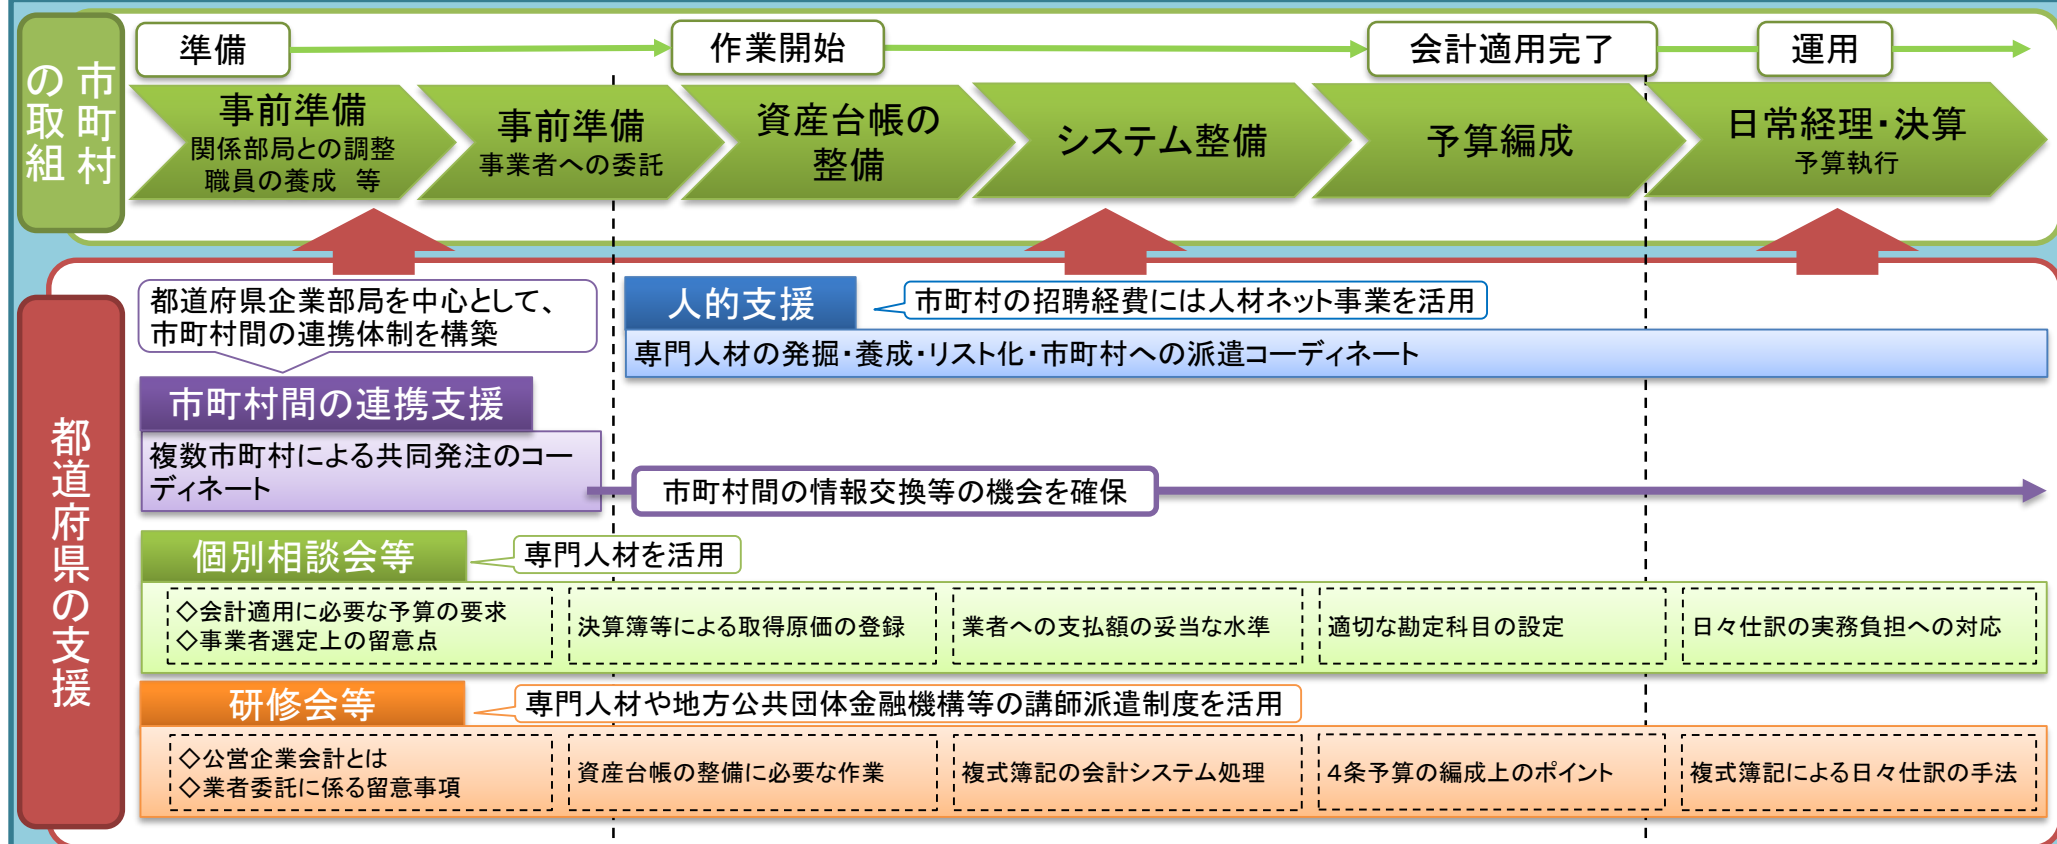 市町村
の取組
準備
作業開始
会計適用完了
運用
事前準備
関係部局との調整
職員の養成　等
事前準備
事業者への委託
資産台帳の
整備
システム整備
予算編成
日常経理・決算
予算執行
都道府県の支援
都道府県企業部局を中心として、
市町村間の連携体制を構築
人的支援
市町村の招聘経費には人材ネット事業を活用
専門人材の発掘・養成・リスト化・市町村への派遣コーディネート
市町村間の連携支援
複数市町村による共同発注のコー
ディネート
市町村間の情報交換等の機会を確保
個別相談会等
専門人材を活用
◇会計適用に必要な予算の要求
◇事業者選定上の留意点
決算簿等による取得原価の登録
業者への支払額の妥当な水準
適切な勘定科目の設定
日々仕訳の実務負担への対応
研修会等
専門人材や地方公共団体金融機構等の講師派遣制度を活用
◇公営企業会計とは
◇業者委託に係る留意事項
資産台帳の整備に必要な作業
複式簿記の会計システム処理
4条予算の編成上のポイント
複式簿記による日々仕訳の手法